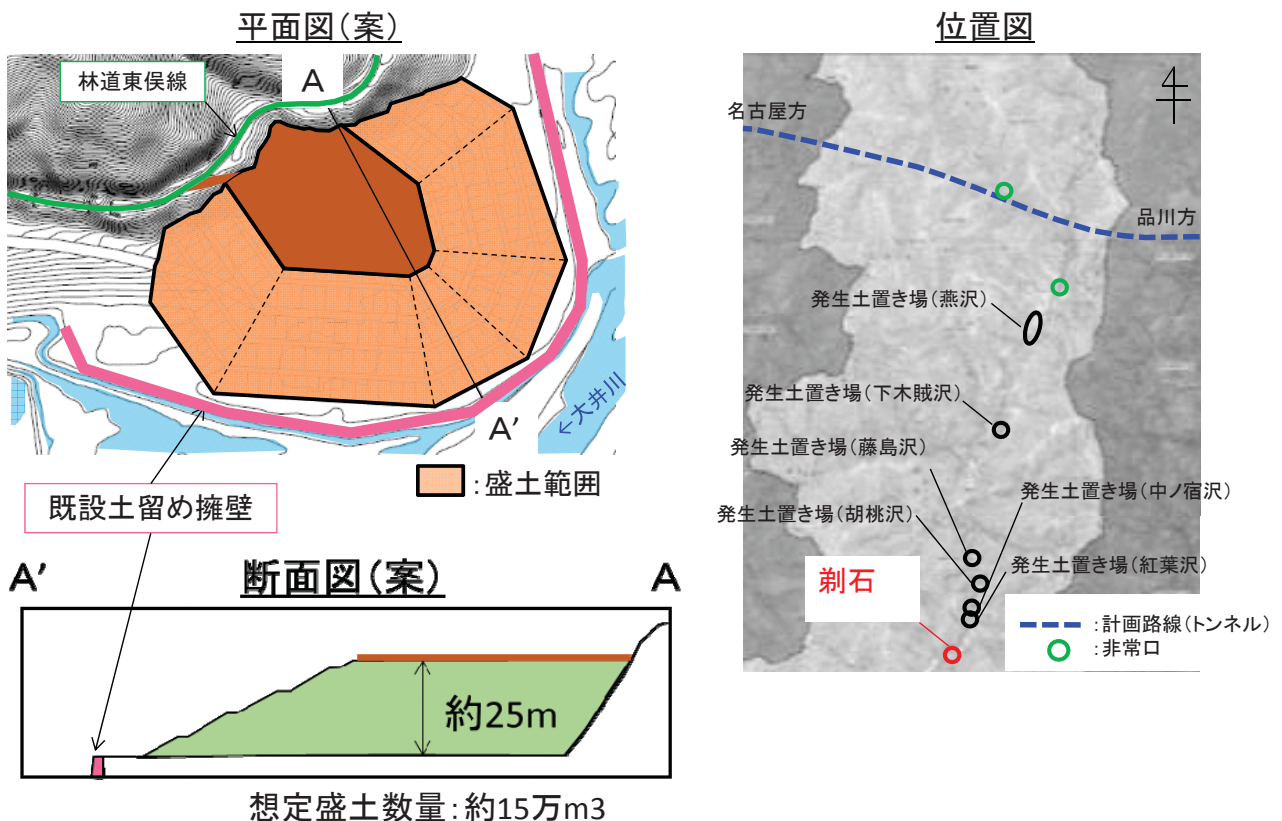 平面図(案)
林道東俣線
A
A'
←大井川
:盛土範囲
既設土留め擁壁
A'
断面図(案)
A
約25m
想定盛土数量:約15万m3
位置図
名古屋方
品川方
発生土置き場(燕沢)
発生土置き場(下木賊沢)
発生土置き場(藤島沢)
発生土置き場(中ノ宿沢)
発生土置き場(胡桃沢)
発生土置き場(紅葉沢)
剃石
:計画路線(トンネル)
:非常口